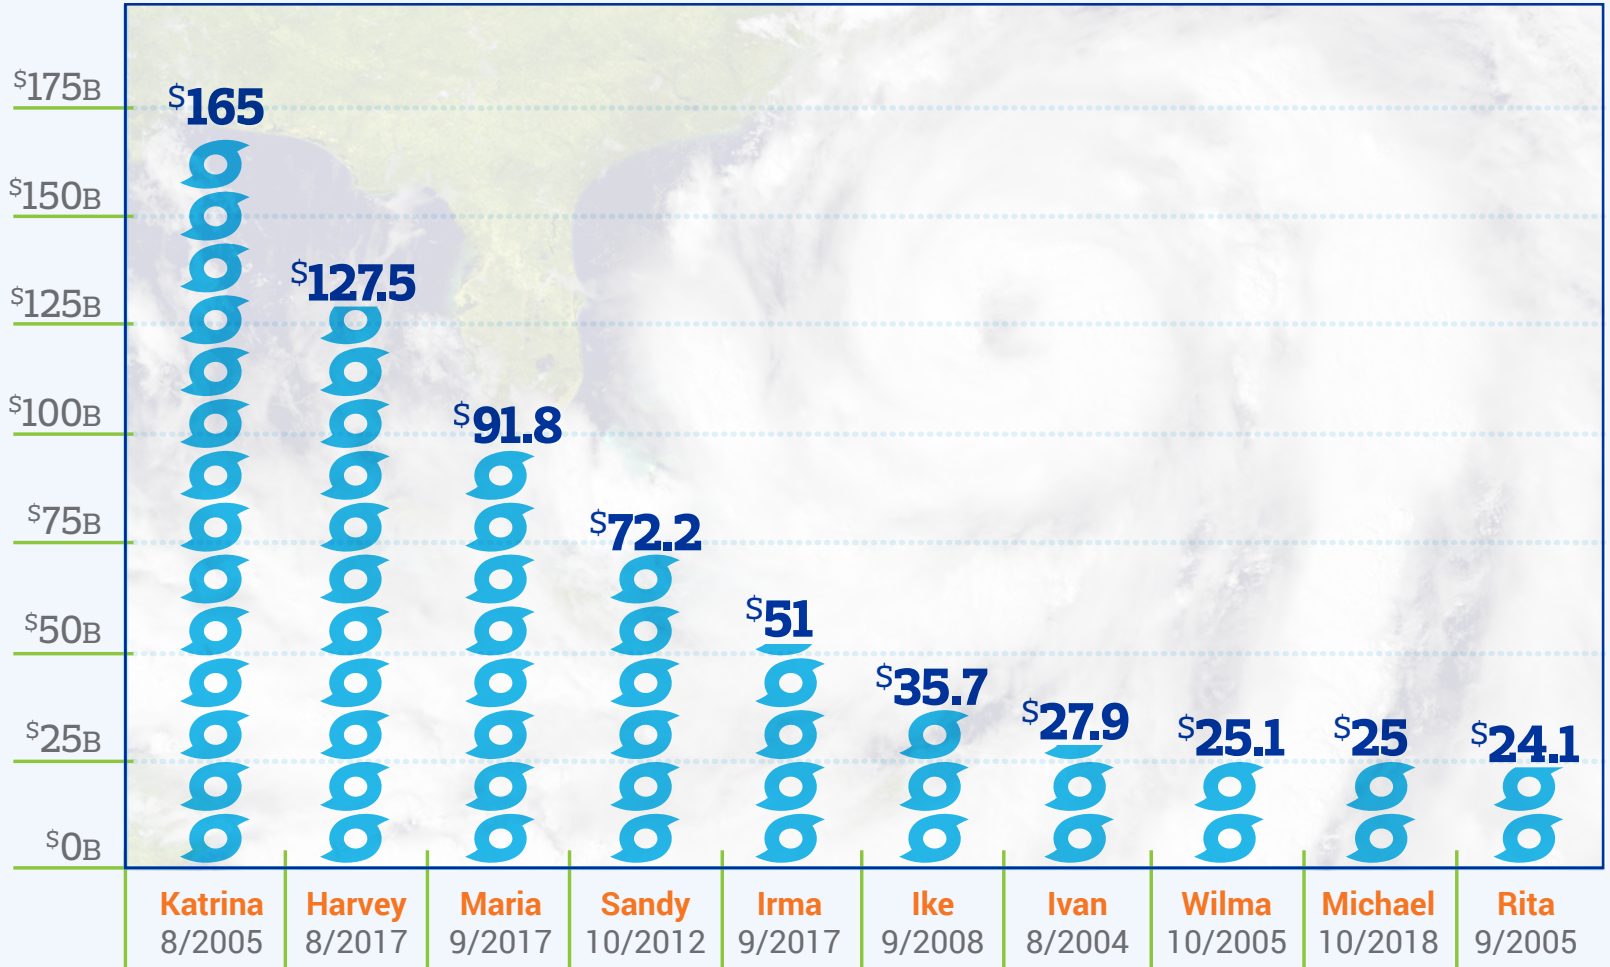 $175B
$150B
$125B
$100B
$75B
$50B
$25B
$0B
$165
$127.5
$91.8
$72.2
$51
$35.7
$27.9
$25.1
$25
$24.1
Katrina
8/2005
Harvey
8/2017
Maria
9/2017
Sandy
10/2012
Irma
9/2017
Ike
9/2008
Ivan
8/2004
Wilma
10/2005
Michael
10/2018
Rita
9/2005